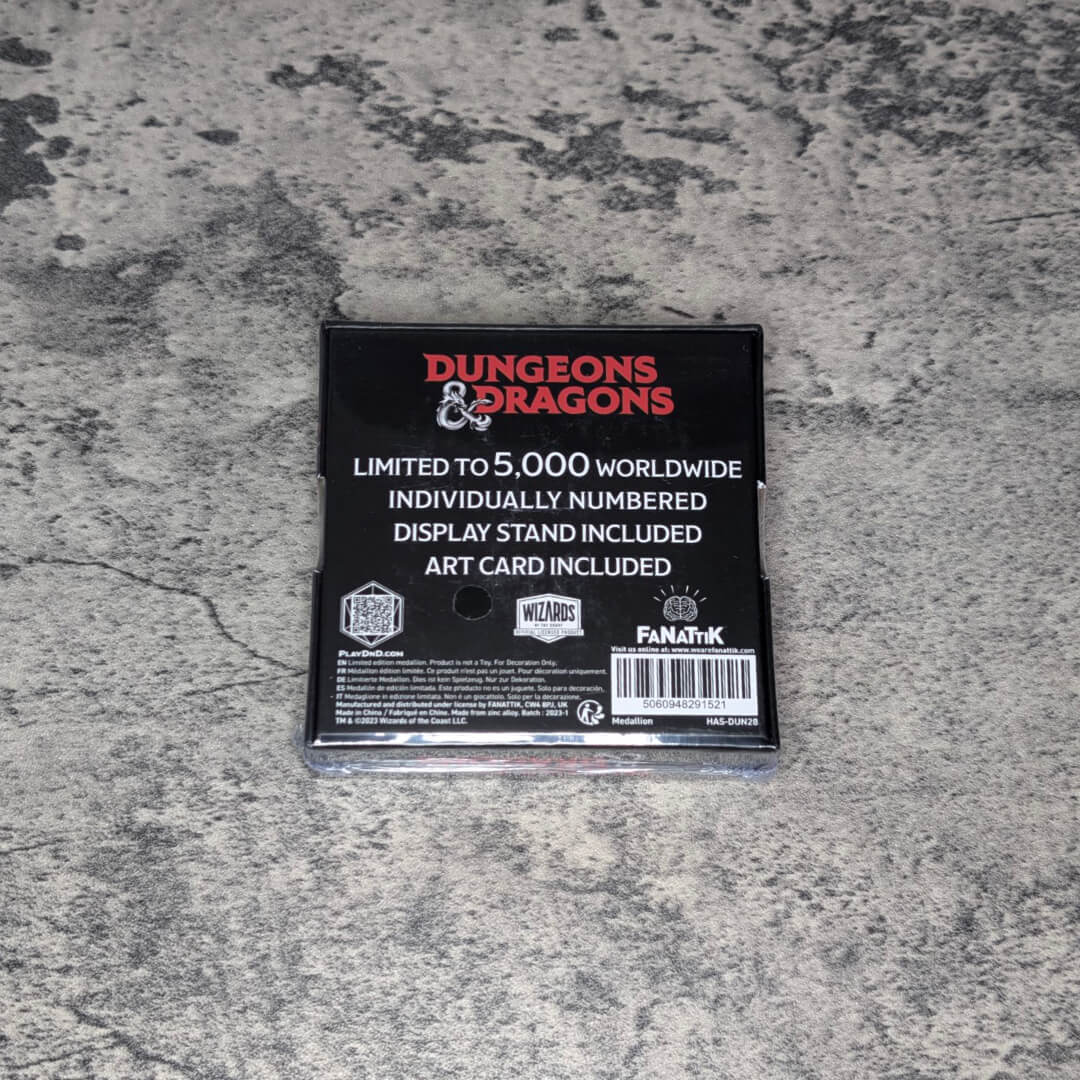 DUNGEONS
& DRAGONS
LIMITED TO 5,000 WORLDWIDE
INDIVIDUALLY NUMBERED
DISPLAY STAND INCLUDED
ART CARD INCLUDED
PLAYDND.COM
WIZARDS
OF THE COAST
OFFICIAL LICENSED PRODUCT
FANATTIK
Visit us online at: www.wearefanattik.com
EN Limited edition medallion. Product is not a Toy. For Decoration Only.
FR Médaillon édition limitée. Ce produit n'est pas un jouet. Pour décoration uniquement.
DE Limitierte Medaillon. Dies ist kein Spielzeug. Nur zur Dekoration.
ES Medallón de edición limitada. Este producto no es un juguete. Solo para decoración.
IT Medaglione in edizione limitata. Non è un giocattolo. Solo per la decorazione.
Manufactured and distributed under license by FANATTIK, CW4 8PJ, UK
Made in China / Fabriqué en Chine. Made from zinc alloy. Batch : 2023-1
TM & ©2023 Wizards of the Coast LLC.
5060948291521
Medallion HAS-DUN28